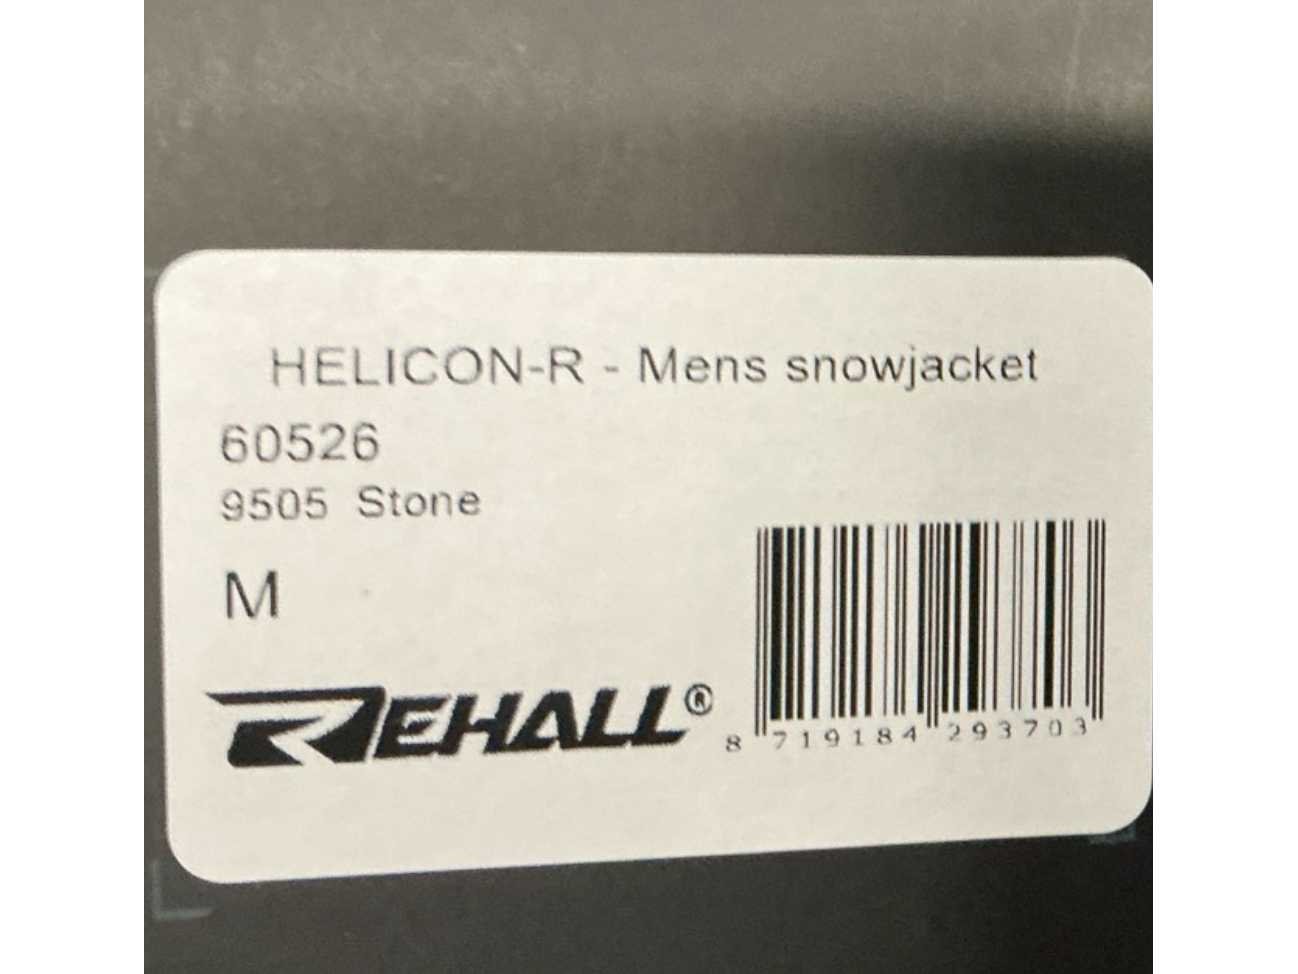 HELICON-R - Mens snowjacket
60526
9505 Stone
M
REHALL®
8 719184 293703